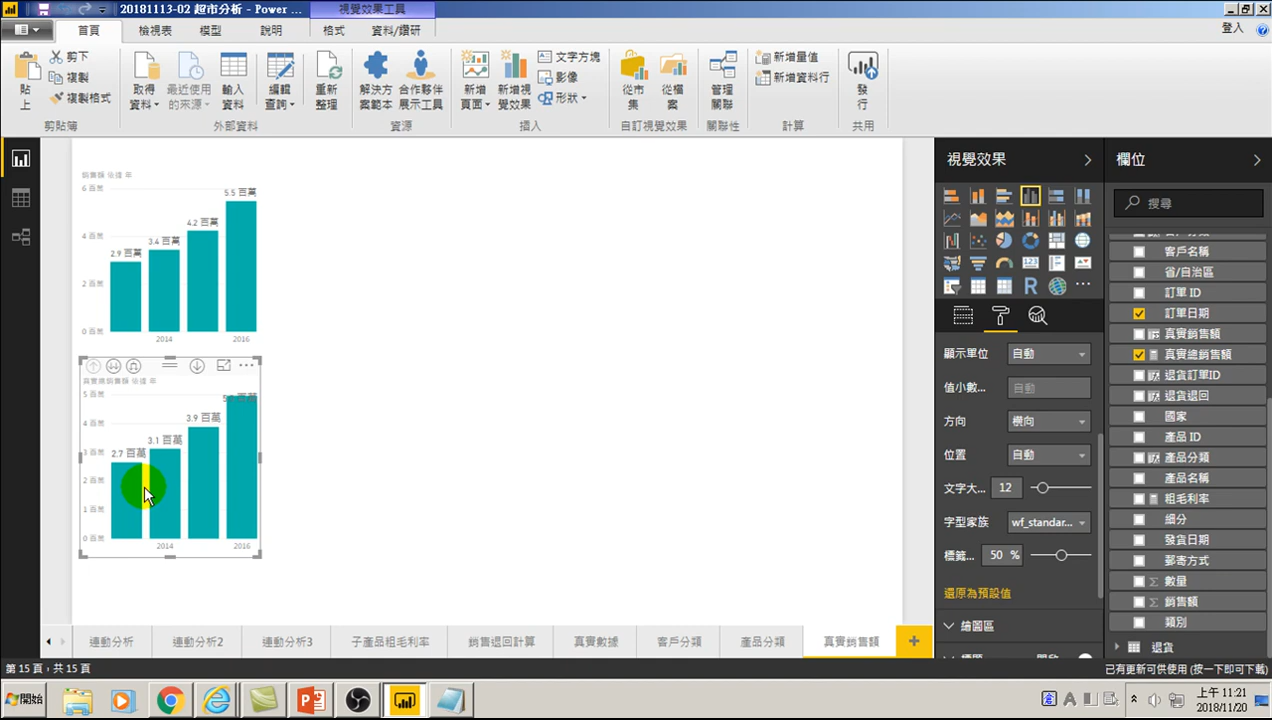 20181113-02 超市分析 - Power ...
視覺效果工具
首頁
檢視表
模型
說明
格式
資料/鑽研
登入
貼上
剪下
複製
複製格式
取得資料
最近使用的來源
輸入資料
編輯查詢
重新整理
解決方案範本
合作夥伴展示工具
新增頁面
新增視覺效果
文字方塊
影像
形狀
從市集
從檔案
管理關聯
新增量值
新增資料行
發行
剪貼簿
外部資料
資源
插入
自訂視覺效果
關聯性
計算
共用
銷售額 依達 年
6 百萬
4 百萬
2 百萬
0 百萬
2.9 百萬
3.4 百萬
4.2 百萬
5.5 百萬
2014
2016
真實總銷售額 依達 年
5 百萬
4 百萬
3 百萬
2 百萬
1 百萬
0 百萬
2.7 百萬
3.1 百萬
3.9 百萬
2014
2016
視覺效果
123
R
顯示單位
自動
值小數...
自動
方向
橫向
位置
自動
文字大...
12
字型家族
wf_standar...
標籤...
50 %
還原為預設值
繪圖區
欄位
搜尋
客戶名稱
省/自治區
訂單 ID
訂單日期
真實銷售額
真實總銷售額
退貨訂單ID
退貨退回
國家
產品 ID
產品分類
產品名稱
粗毛利率
細分
發貨日期
郵寄方式
數量
銷售額
類別
退貨
連動分析
連動分析2
連動分析3
子產品粗毛利率
銷售退回計算
真實數據
客戶分類
產品分類
真實銷售額
第 15 頁，共 15 頁
已有更新可供使用 (按一下即可下載)
開始
上午 11:21
2018/11/20